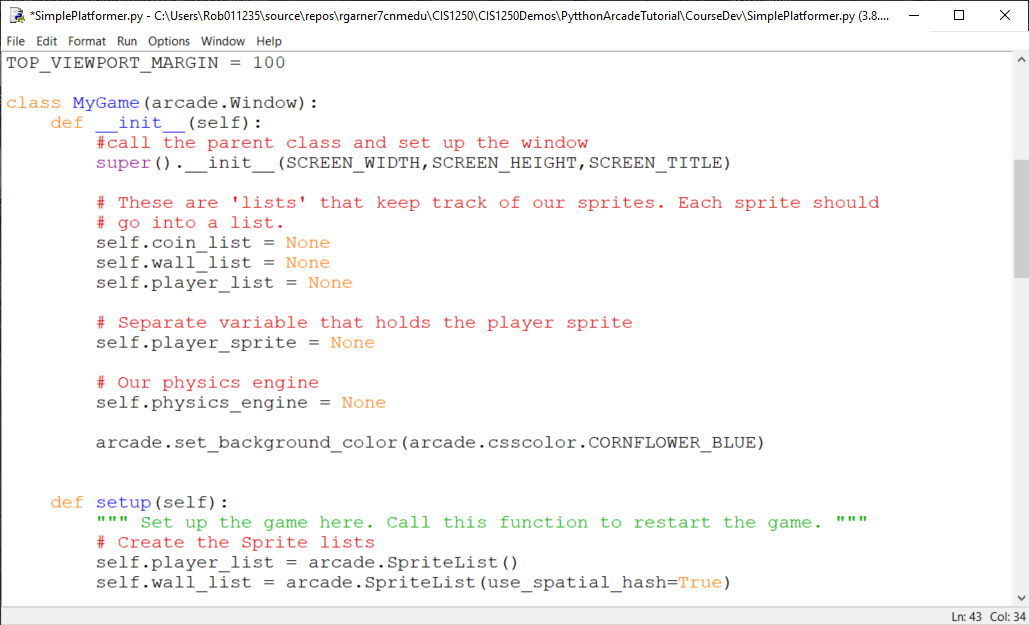 *SimplePlatformer.py - C:\Users\Rob011235\source\repos\rgarner7cnmedu\CIS1250\CIS1250Demos\PytthonArcadeTutorial\CourseDev\SimplePlatformer.py (3.8....
File Edit Format Run Options Window Help
TOP_VIEWPORT_MARGIN = 100
class MyGame(arcade.Window):
    def __init__(self):
        #call the parent class and set up the window
        super().__init__(SCREEN_WIDTH,SCREEN_HEIGHT,SCREEN_TITLE)
        # These are 'lists' that keep track of our sprites. Each sprite should
        # go into a list.
        self.coin_list = None
        self.wall_list = None
        self.player_list = None
        # Separate variable that holds the player sprite
        self.player_sprite = None
        # Our physics engine
        self.physics_engine = None
        arcade.set_background_color(arcade.csscolor.CORNFLOWER_BLUE)
    def setup(self):
        """ Set up the game here. Call this function to restart the game. """
        # Create the Sprite lists
        self.player_list = arcade.SpriteList()
        self.wall_list = arcade.SpriteList(use_spatial_hash=True)
Ln: 43 Col: 34